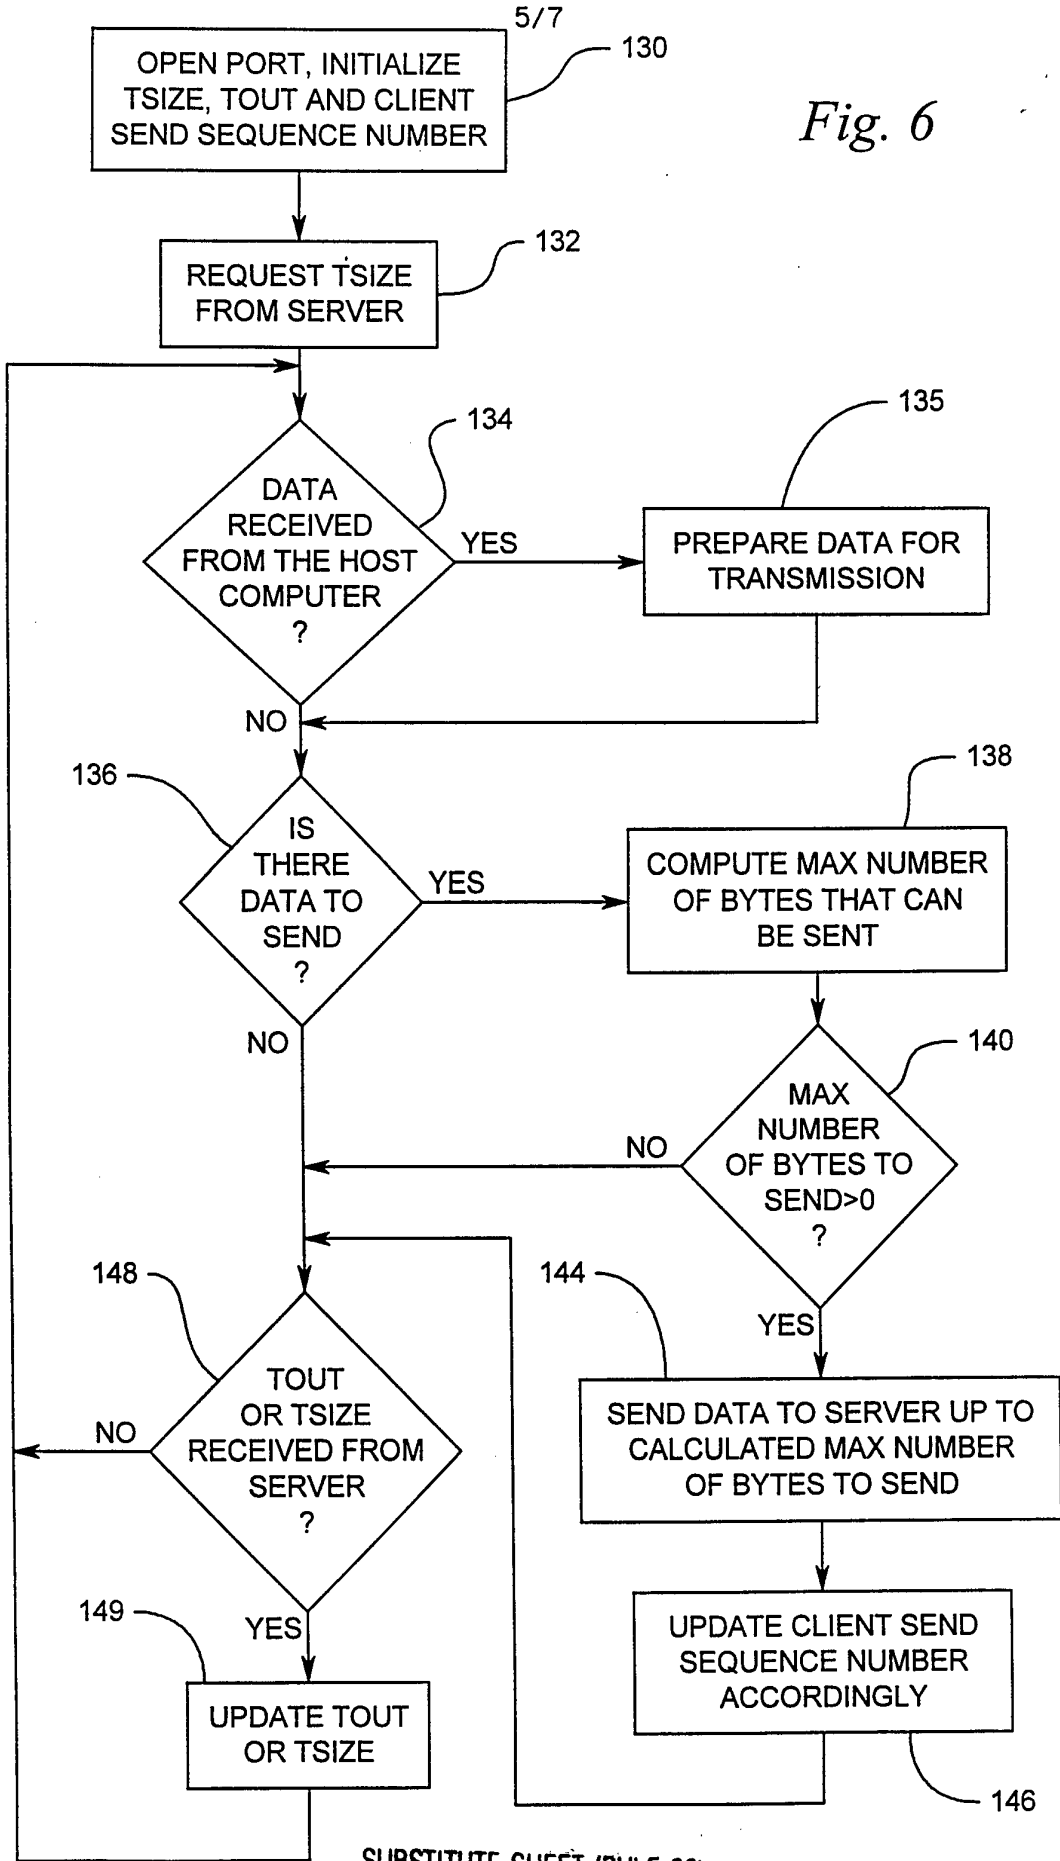 5/7
130
OPEN PORT, INITIALIZE
TSIZE, TOUT AND CLIENT
SEND SEQUENCE NUMBER
Fig. 6
132
REQUEST TSIZE
FROM SERVER
134
135
DATA
RECEIVED
FROM THE HOST
COMPUTER
?
YES
PREPARE DATA FOR
TRANSMISSION
NO
136
138
IS
THERE
DATA TO
SEND
?
YES
COMPUTE MAX NUMBER
OF BYTES THAT CAN
BE SENT
NO
140
MAX
NUMBER
OF BYTES TO
SEND>0
?
NO
148
144
YES
TOUT
OR TSIZE
RECEIVED FROM
SERVER
?
NO
SEND DATA TO SERVER UP TO
CALCULATED MAX NUMBER
OF BYTES TO SEND
149
YES
UPDATE CLIENT SEND
SEQUENCE NUMBER
ACCORDINGLY
UPDATE TOUT
OR TSIZE
146
SUBSTITUTE SHEET